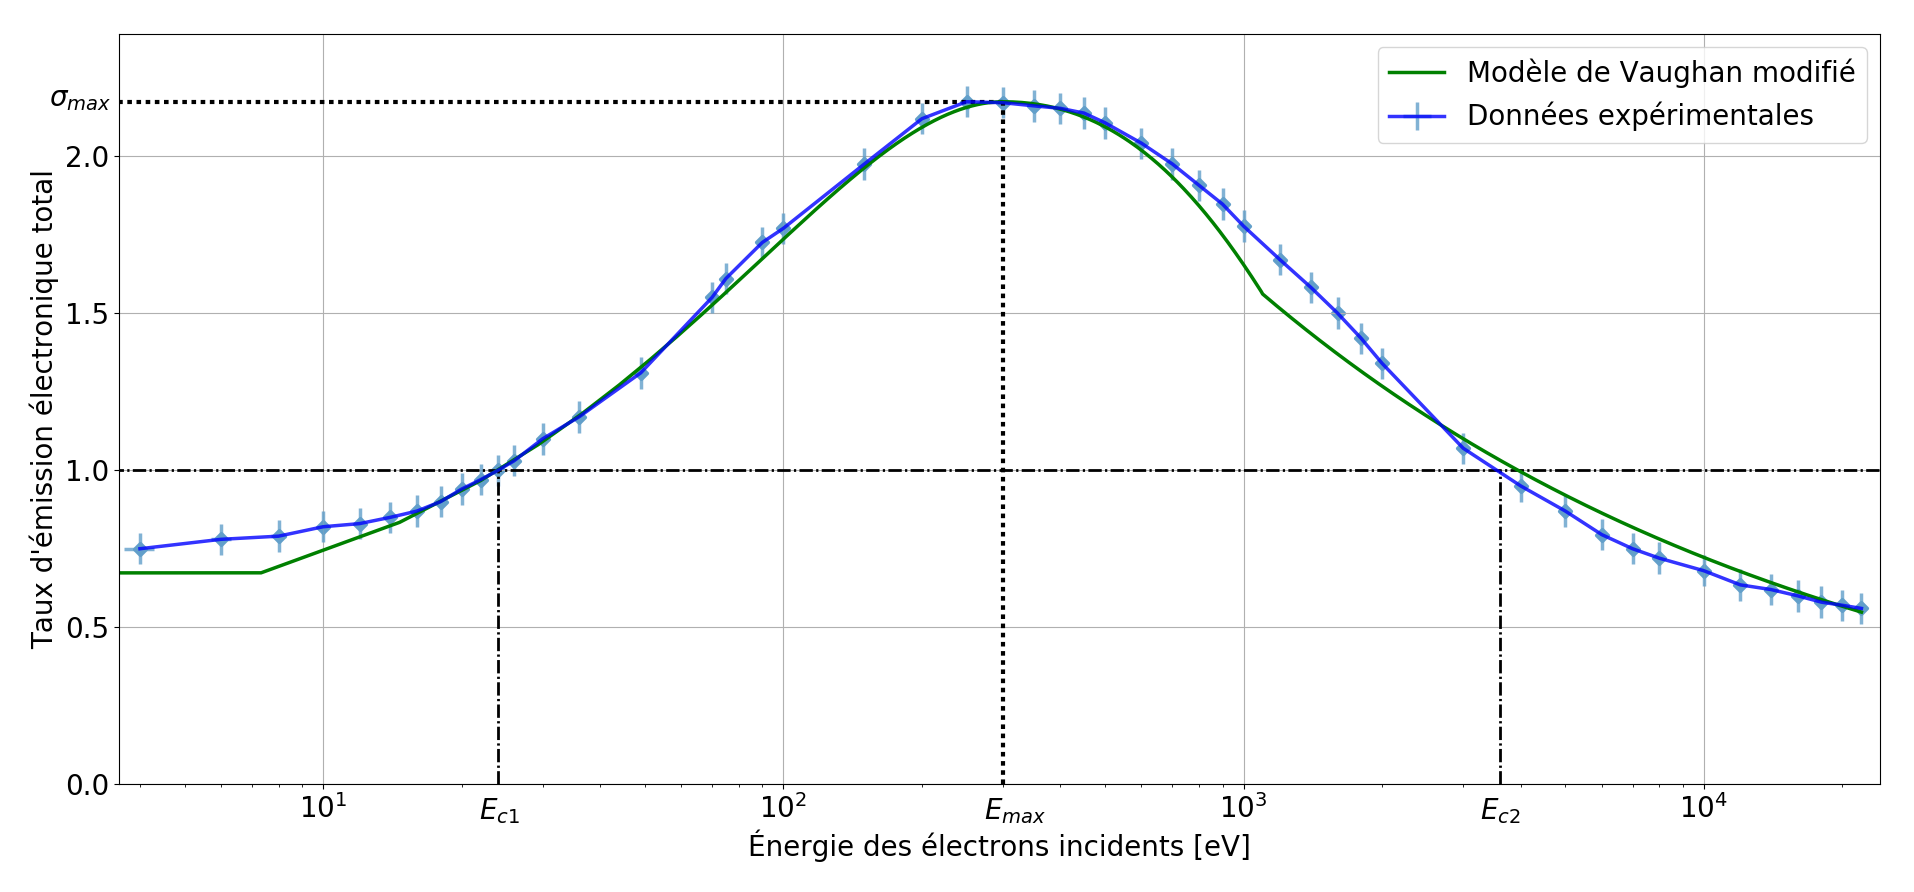 σmax
Modèle de Vaughan modifié
Données expérimentales
2.0
1.5
1.0
0.5
0.0
Taux d'émission électronique total
10¹
Ec1
10²
Emax
10³
Ec2
10⁴
Énergie des électrons incidents [eV]